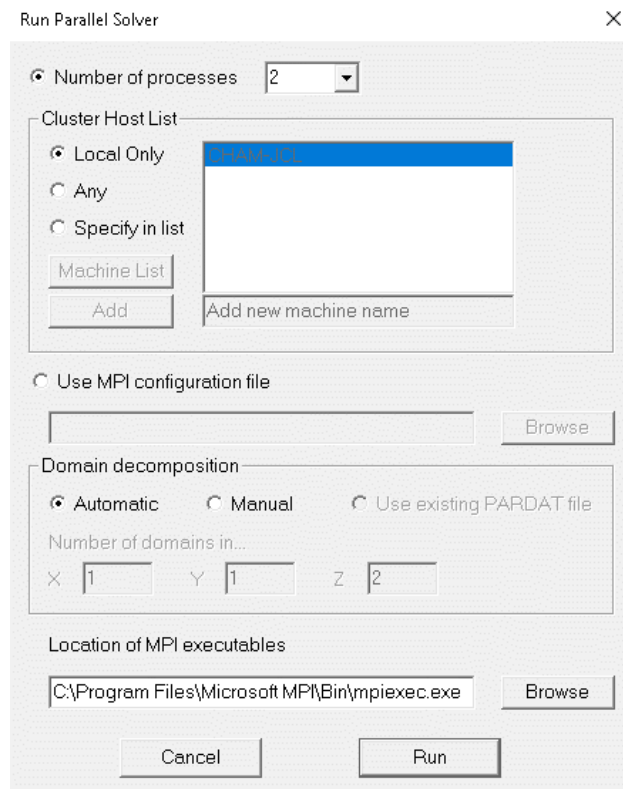 Run Parallel Solver
Number of processes 2
Cluster Host List
Local Only CHAM-JCL
Any
Specify in list
Machine List
Add Add new machine name
Use MPI configuration file
Browse
Domain decomposition
Automatic Manual Use existing PARDAT file
Number of domains in...
X 1 Y 1 Z 2
Location of MPI executables
C:\Program Files\Microsoft MPI\Bin\mpiexec.exe Browse
Cancel Run